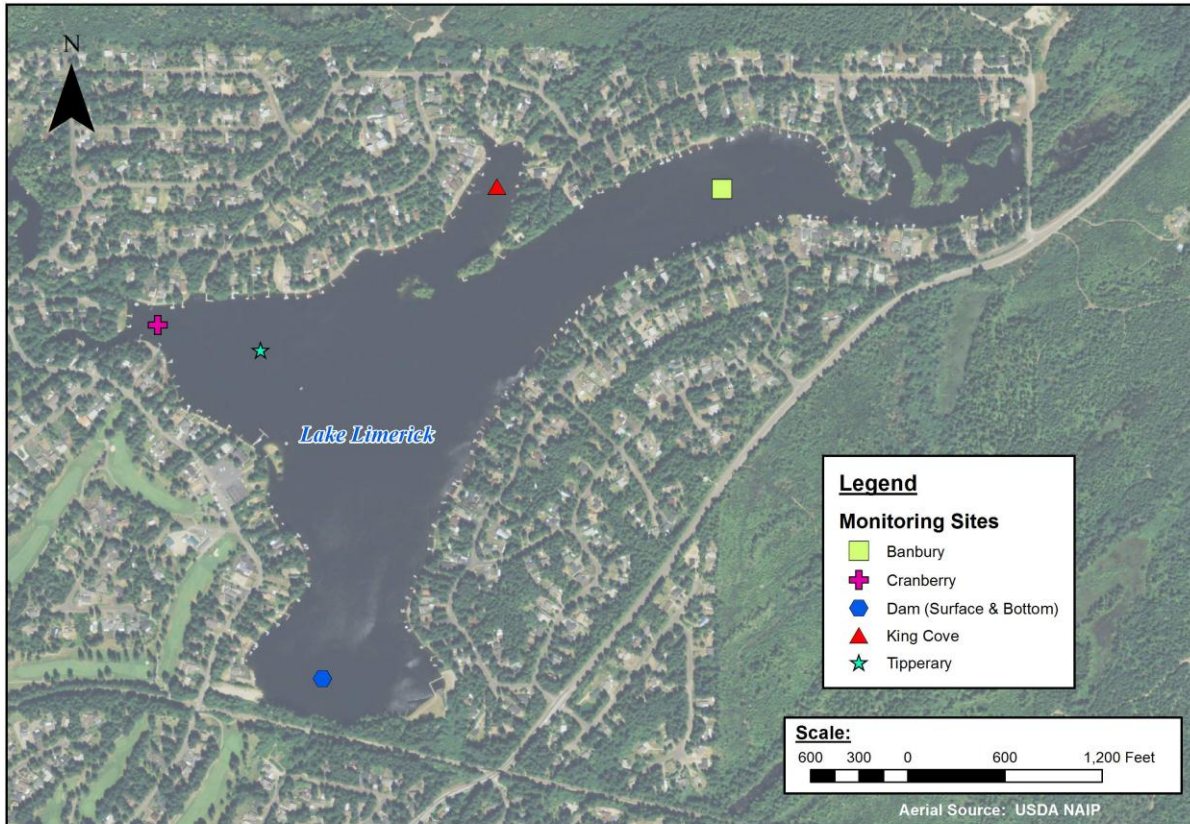 N
Lake Limerick
Legend
Monitoring Sites
Banbury
Cranberry
Dam (Surface & Bottom)
King Cove
Tipperary
Scale:
600 300 0 600 1,200 Feet
Aerial Source: USDA NAIP